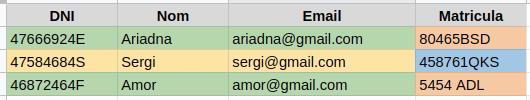 DNI Nom Email Matricula
47666924E Ariadna ariadna@gmail.com 80465BSD
47584684S Sergi sergi@gmail.com 458761QKS
46872464F Amor amor@gmail.com 5454 ADL